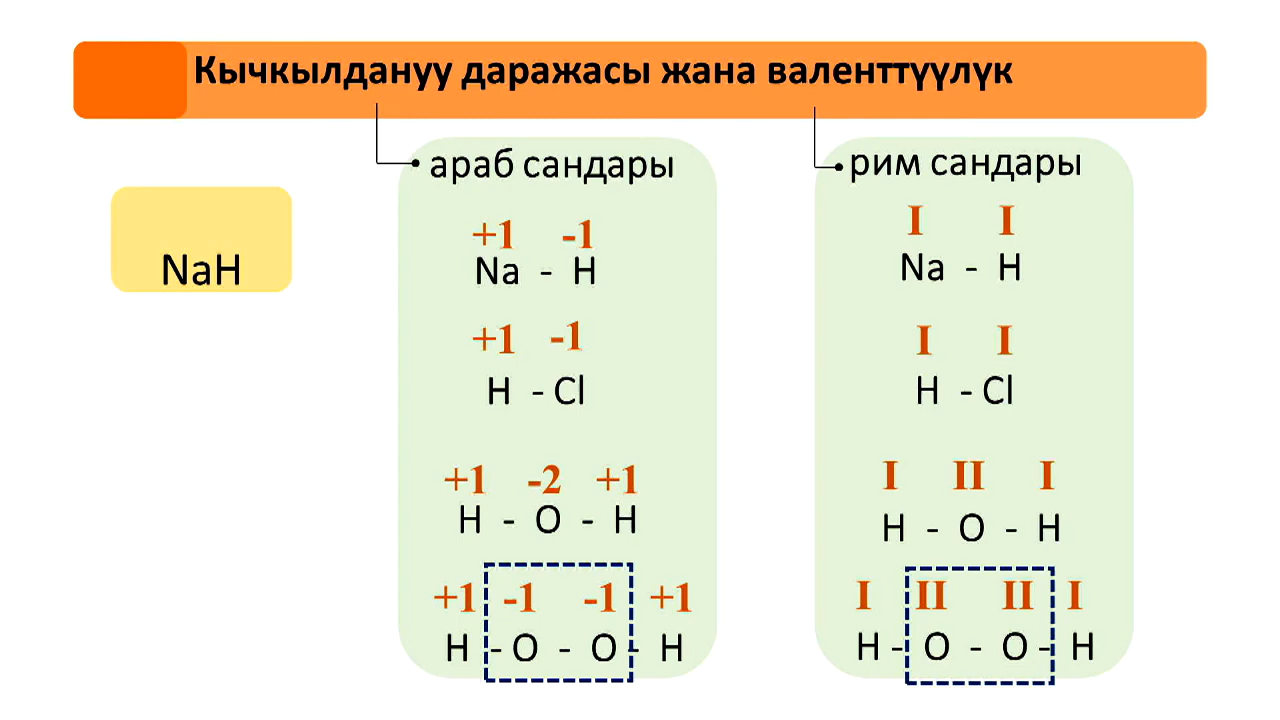 Кычкылдануу даражасы жана валенттүүлүк
араб сандары
рим сандары
NaH
+1 -1
Na - H
+1 -1
H - Cl
+1 -2 +1
H - O - H
+1 -1 -1 +1
H - O - O - H
I I
Na - H
I I
H - Cl
I II I
H - O - H
I II II I
H - O - O - H